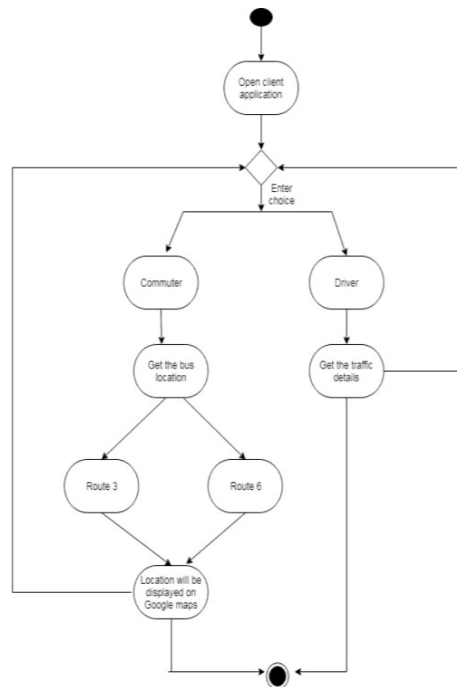 Open client
application
Enter
choice
Commuter
Driver
Get the bus
location
Get the traffic
details
Route 3
Route 6
Location will be
displayed on
Google maps